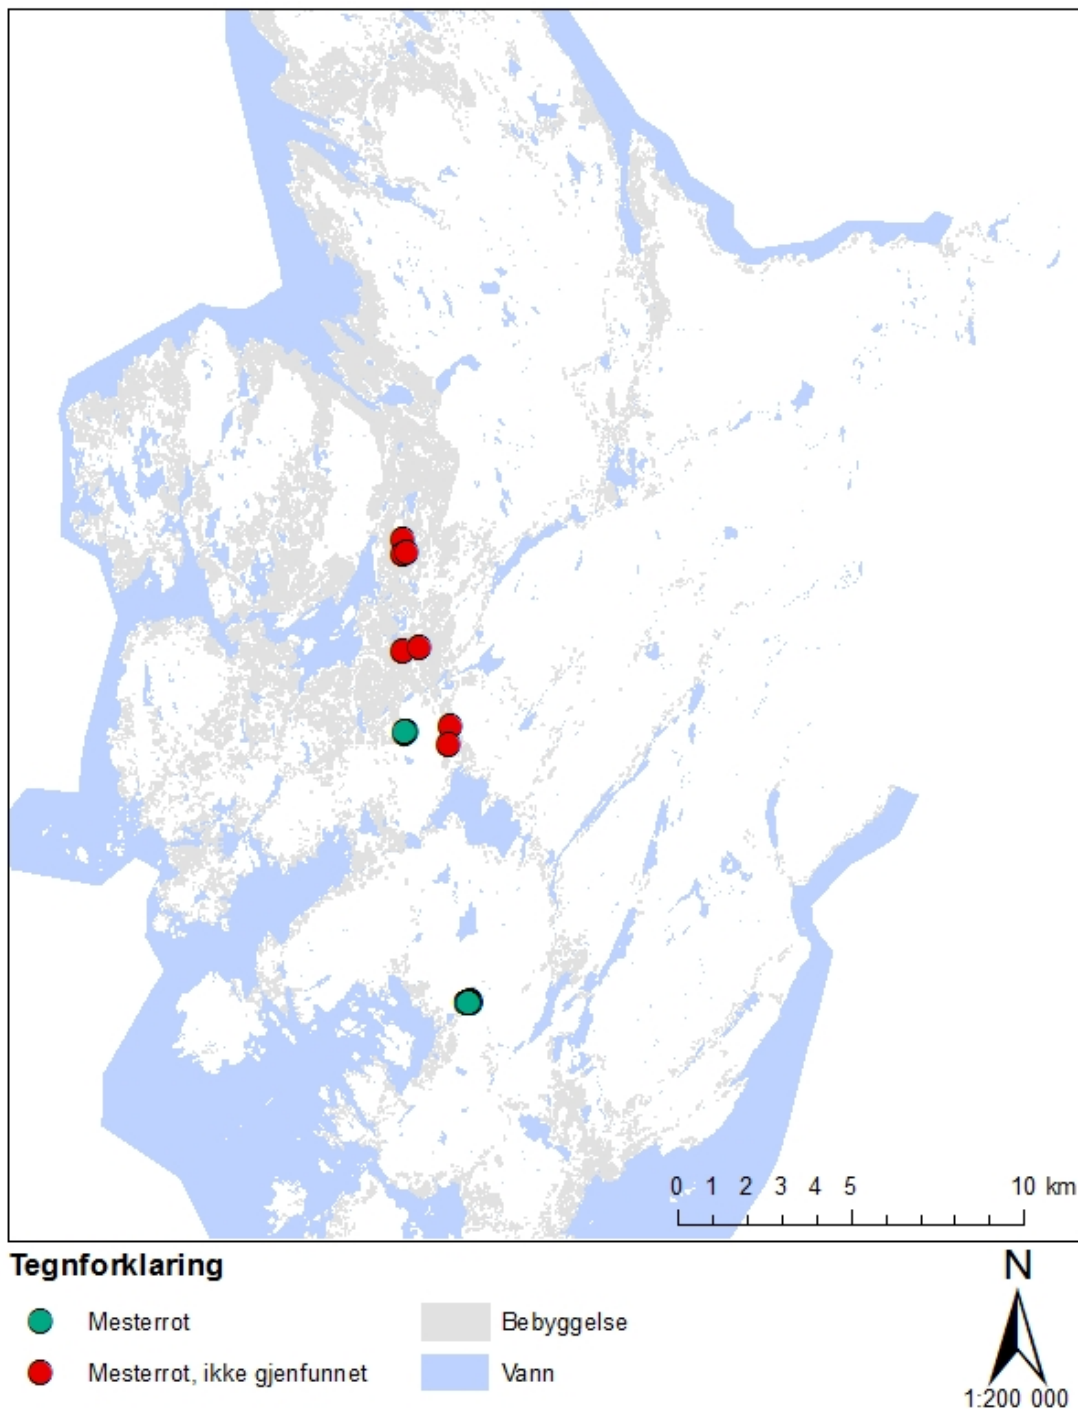 0 1 2 3 4 5 10 km
Tegnforklaring
N
Mesterrot
Bebyggelse
Mesterrot, ikke gjenfunnet
Vann
1:200 000